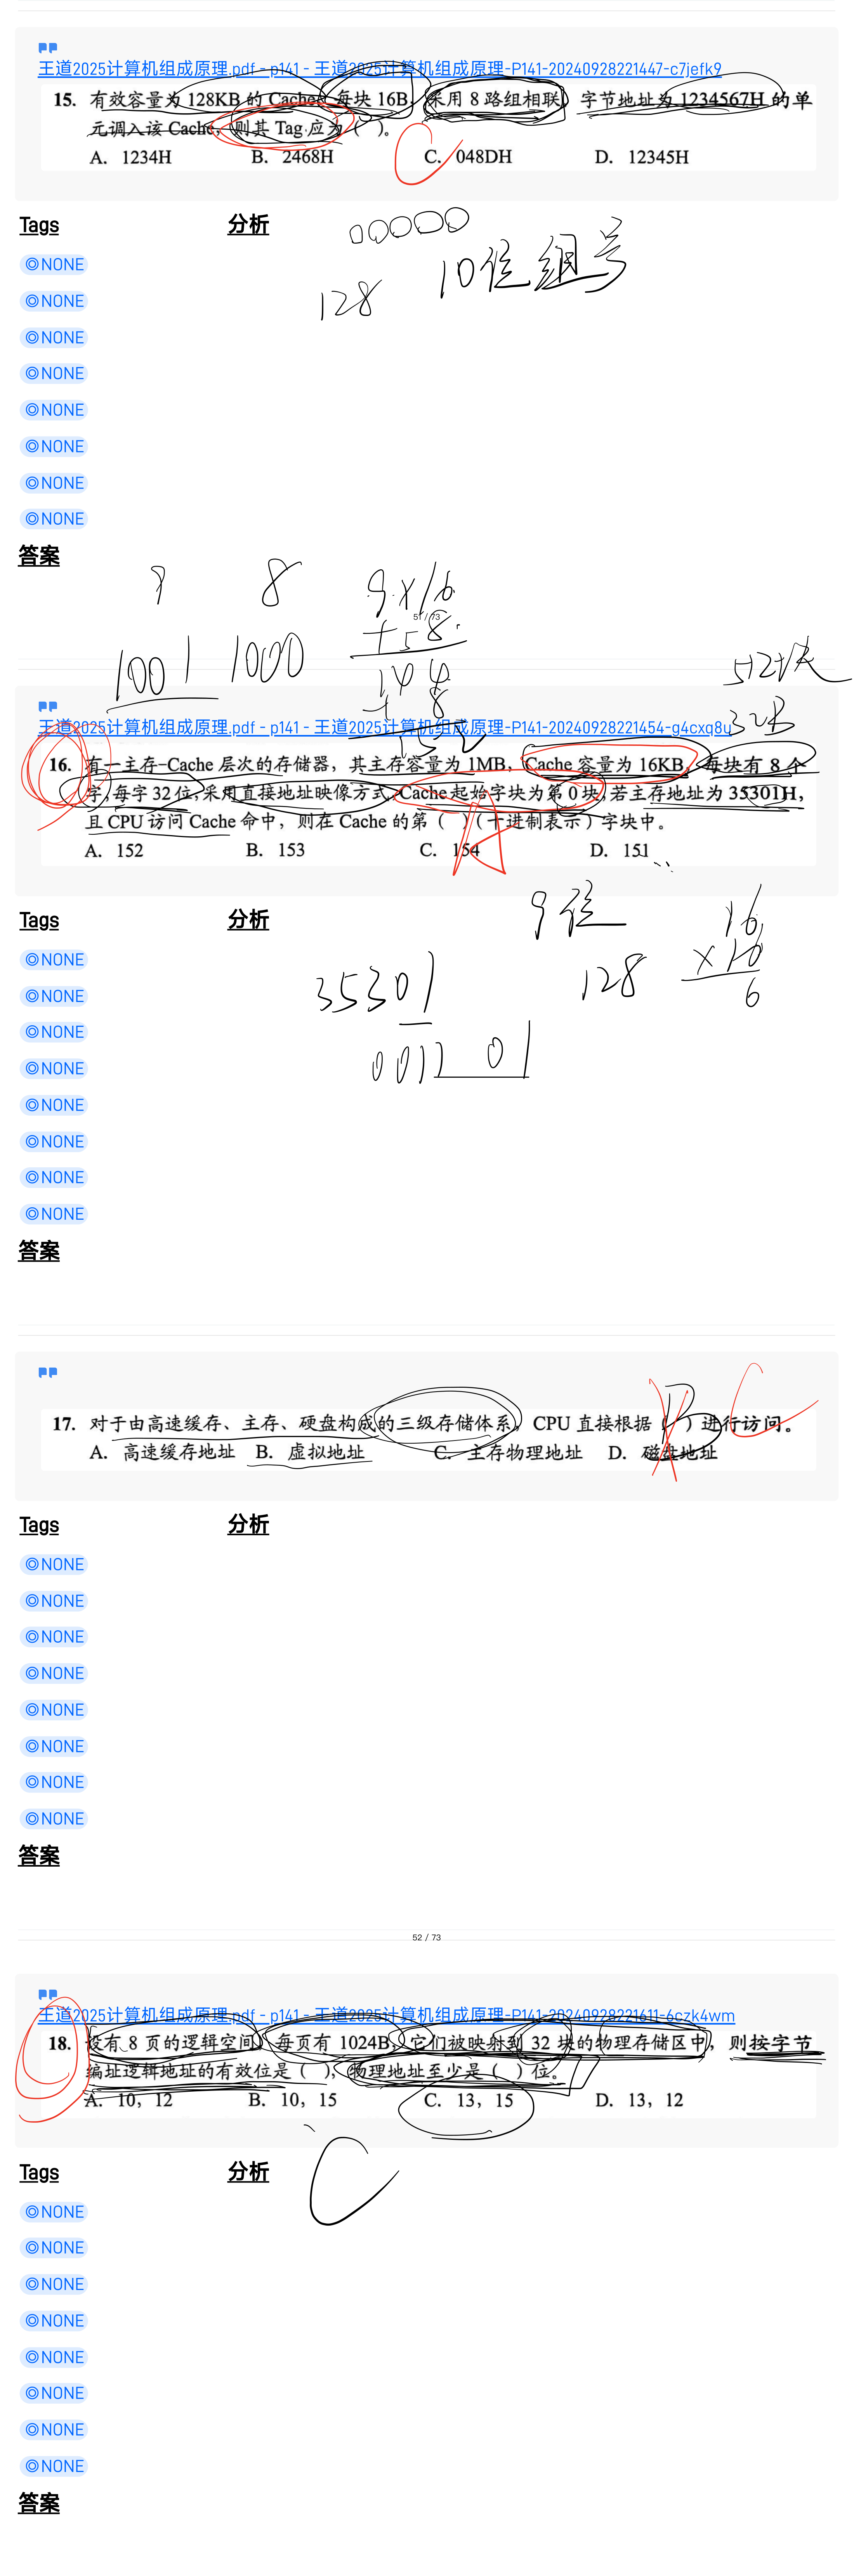 王道2025计算机组成原理.pdf - p141 - 王道2025计算机组成原理-P141-20240928221447-c7jefk9
15. 有效容量为 128KB 的 Cache, 每块 16B, 采用 8 路组相联, 字节地址为 1234567H 的单
元调入该 Cache, 则其 Tag 应为 ( )。
A. 1234H B. 2468H C. 048DH D. 12345H
C
Tags 分析
00000
128 10位组号
NONE
NONE
NONE
NONE
NONE
NONE
NONE
NONE
答案
8 9×16
51 / 73
+ 8
1001 1000 144
8
152
512块
32B
王道2025计算机组成原理.pdf - p141 - 王道2025计算机组成原理-P141-20240928221454-g4cxq8u
16. 有一主存-Cache 层次的存储器, 其主存容量为 1MB, Cache 容量为 16KB, 每块有 8 个
字, 每字 32 位, 采用直接地址映像方式, Cache 起始字块为第 0 块, 若主存地址为 35301H,
且 CPU 访问 Cache 命中, 则在 Cache 的第 ( ) (十进制表示) 字块中。
A. 152 B. 153 C. 154 D. 151
A
Tags 分析
9位 16
35301 128 ×10
6
0011 01
NONE
NONE
NONE
NONE
NONE
NONE
NONE
NONE
答案
17. 对于由高速缓存、主存、硬盘构成的三级存储体系, CPU 直接根据 ( ) 进行访问。
A. 高速缓存地址 B. 虚拟地址 C. 主存物理地址 D. 磁盘地址
B C
Tags 分析
NONE
NONE
NONE
NONE
NONE
NONE
NONE
NONE
答案
52 / 73
王道2025计算机组成原理.pdf - p141 - 王道2025计算机组成原理-P141-20240928221611-6czk4wm
18. 设有 8 页的逻辑空间, 每页有 1024B, 它们被映射到 32 块的物理存储区中, 则按字节
编址逻辑地址的有效位是 ( ), 物理地址至少是 ( ) 位。
A. 10, 12 B. 10, 15 C. 13, 15 D. 13, 12
Tags 分析
C
NONE
NONE
NONE
NONE
NONE
NONE
NONE
NONE
答案